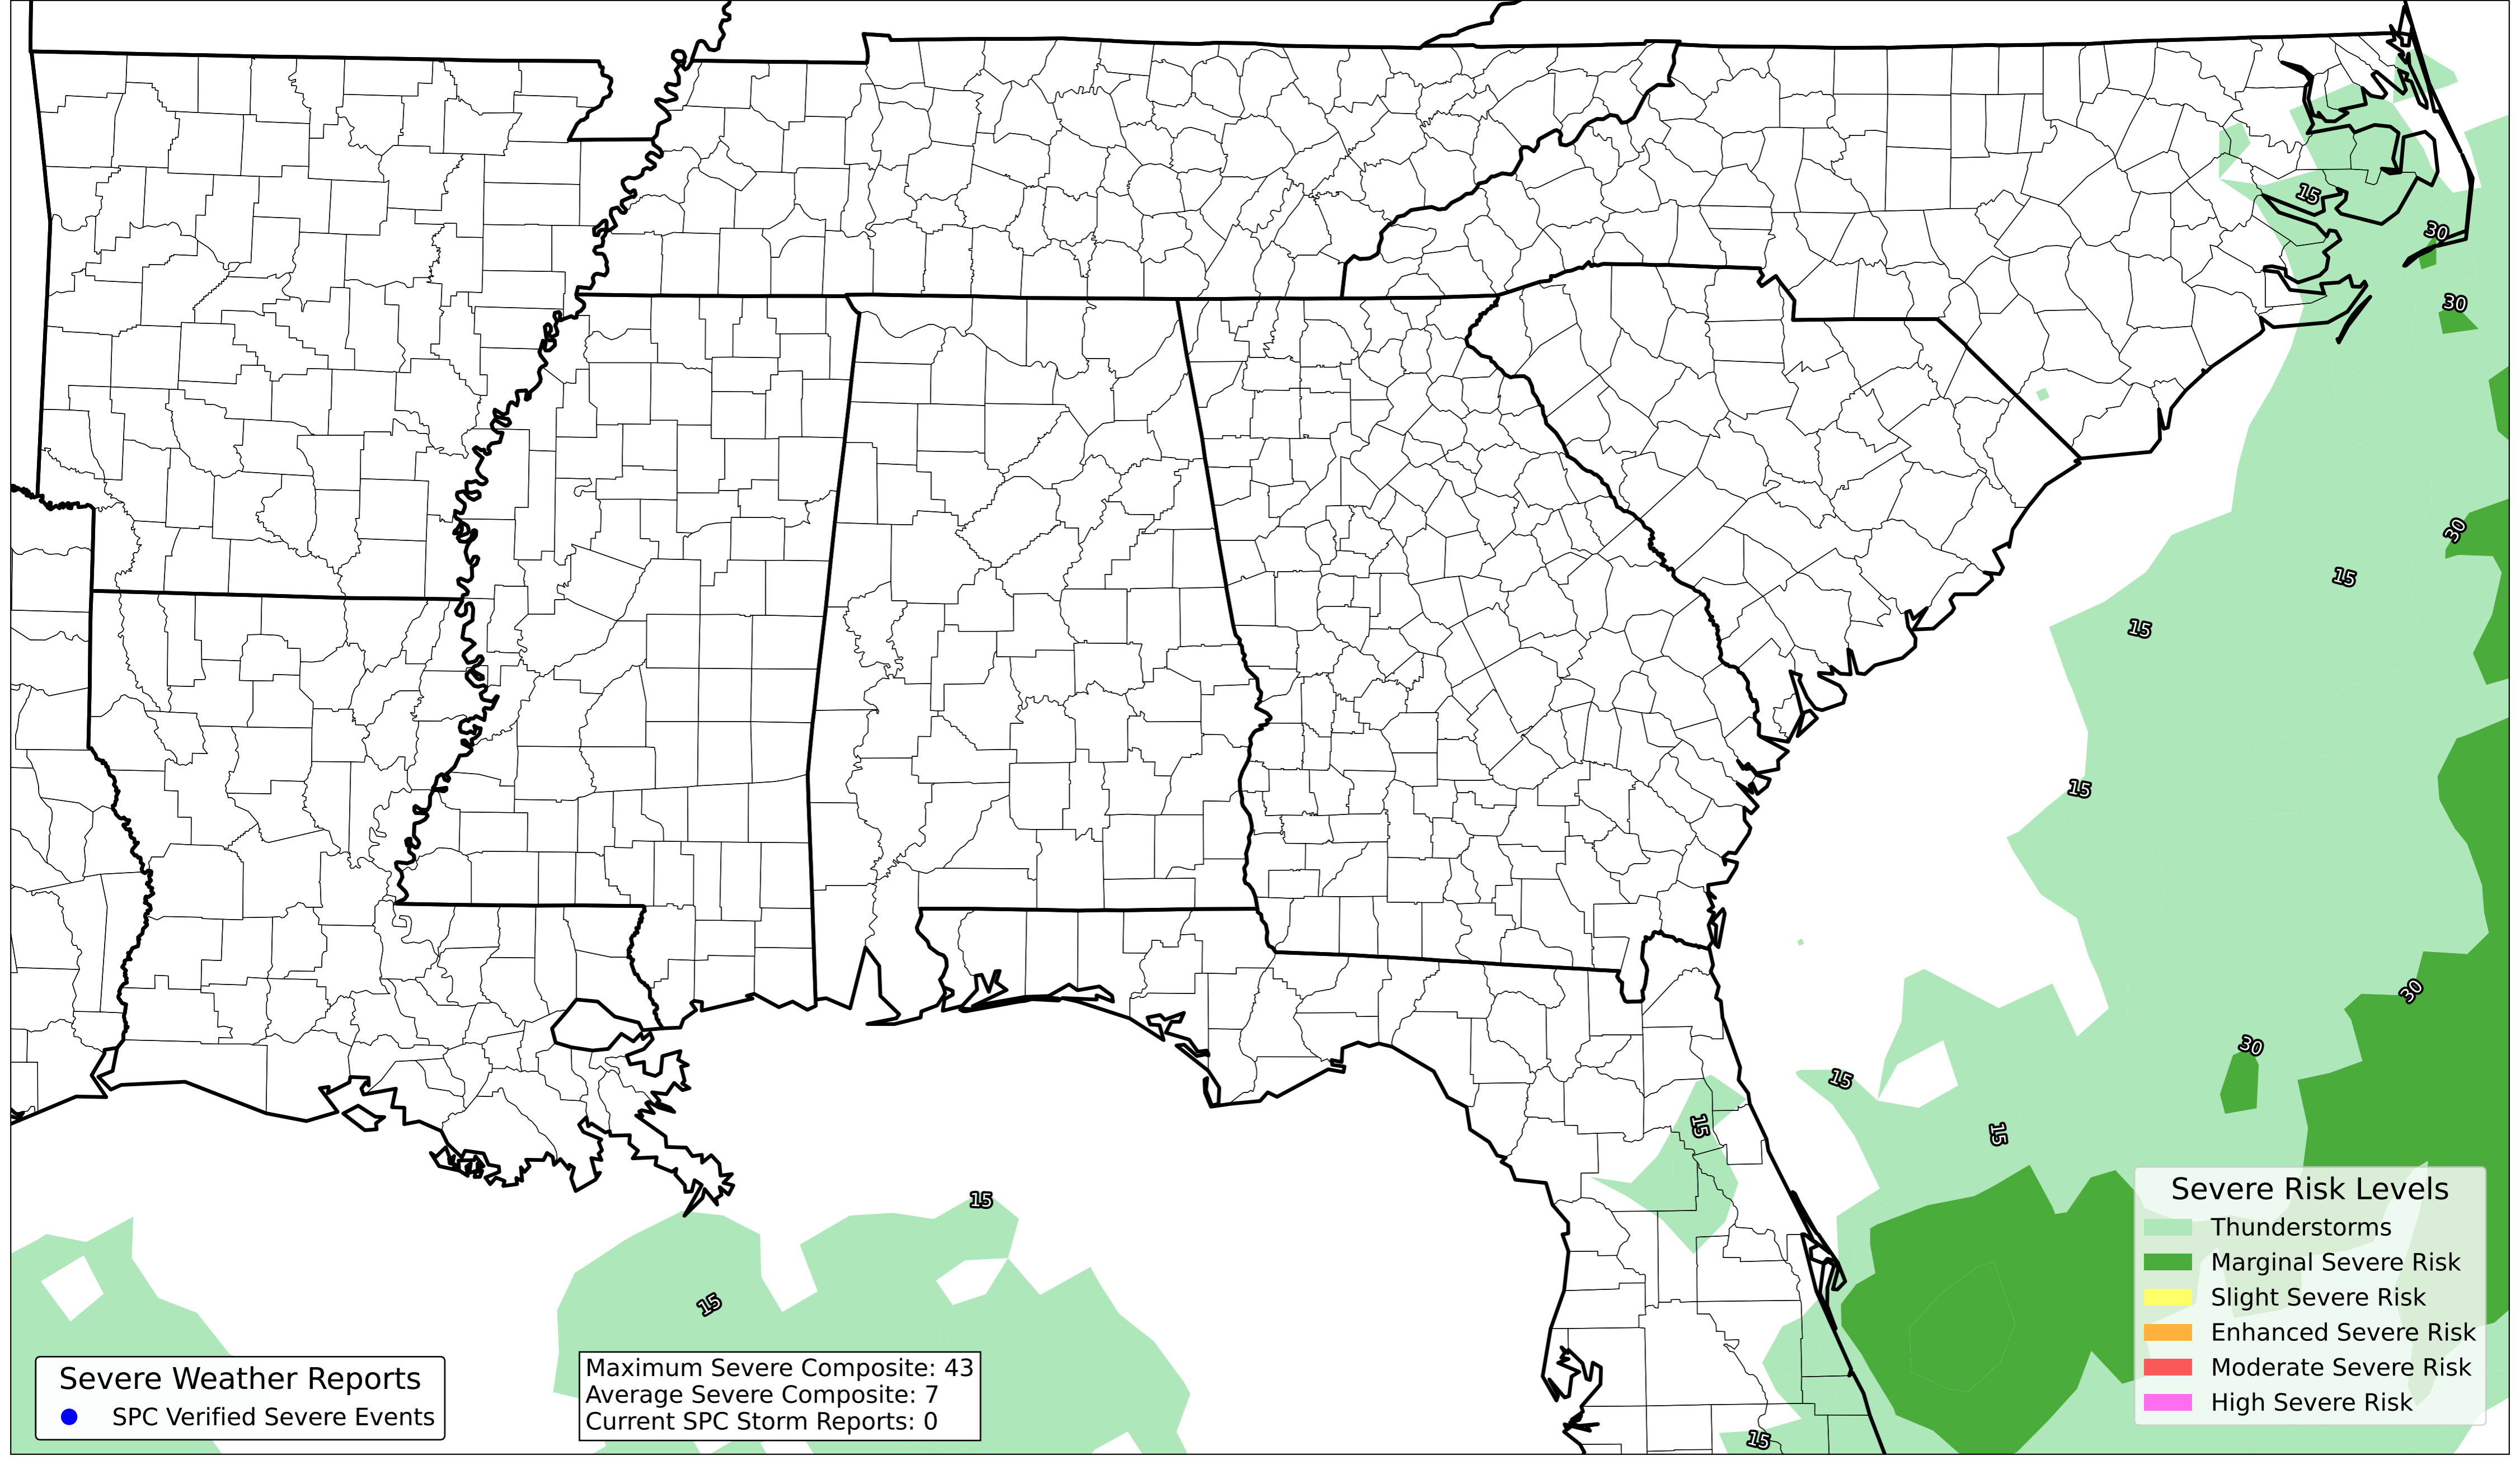 15
30
30
30
15
15
15
30
30
15
15
15
15
15
15
Severe Risk Levels
Thunderstorms
Marginal Severe Risk
Slight Severe Risk
Enhanced Severe Risk
Moderate Severe Risk
High Severe Risk
Severe Weather Reports
SPC Verified Severe Events
Maximum Severe Composite: 43
Average Severe Composite: 7
Current SPC Storm Reports: 0